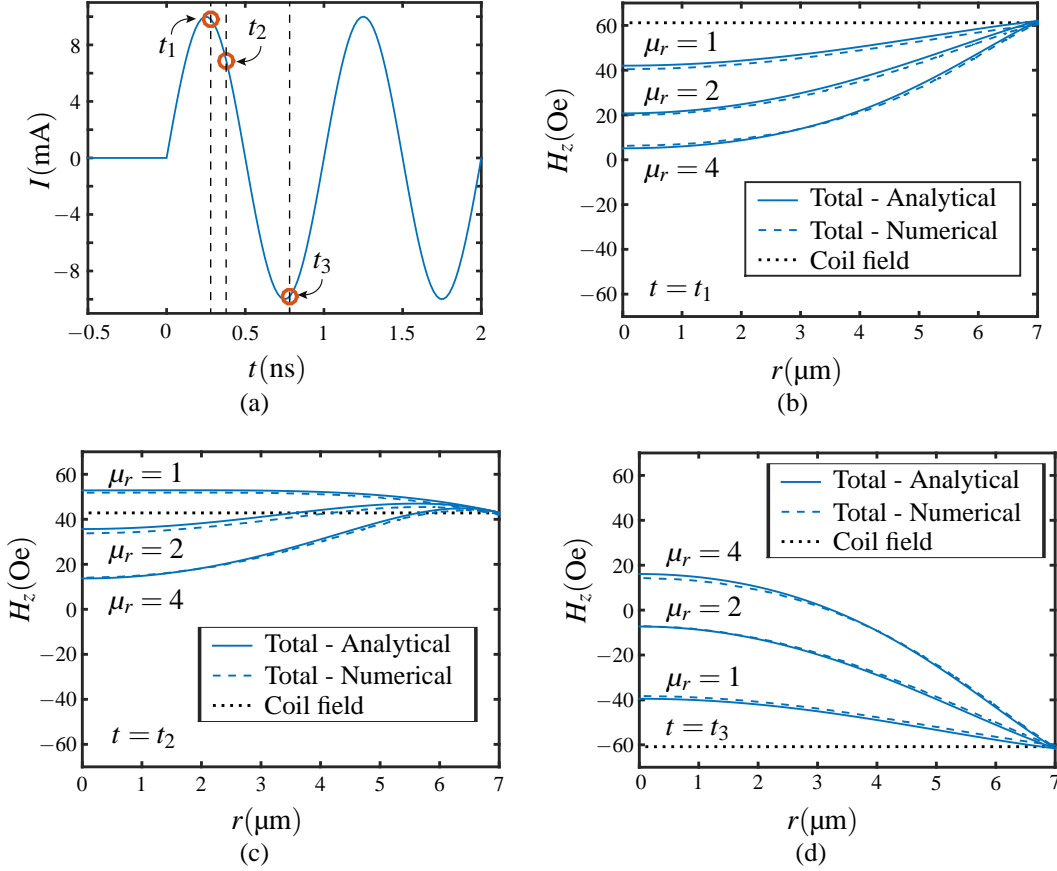 10
5
0
−5
−10
I(mA)
t1
t2
t3
−0.5 0 0.5 1 1.5 2
t(ns)
(a)
60
40
20
0
−20
−40
−60
Hz(Oe)
μr = 1
μr = 2
μr = 4
Total - Analytical
Total - Numerical
Coil field
t = t1
0 1 2 3 4 5 6 7
r(μm)
(b)
60
40
20
0
−20
−40
−60
Hz(Oe)
μr = 1
μr = 2
μr = 4
Total - Analytical
Total - Numerical
Coil field
t = t2
0 1 2 3 4 5 6 7
r(μm)
(c)
60
40
20
0
−20
−40
−60
Hz(Oe)
Total - Analytical
Total - Numerical
Coil field
μr = 4
μr = 2
μr = 1
t = t3
0 1 2 3 4 5 6 7
r(μm)
(d)